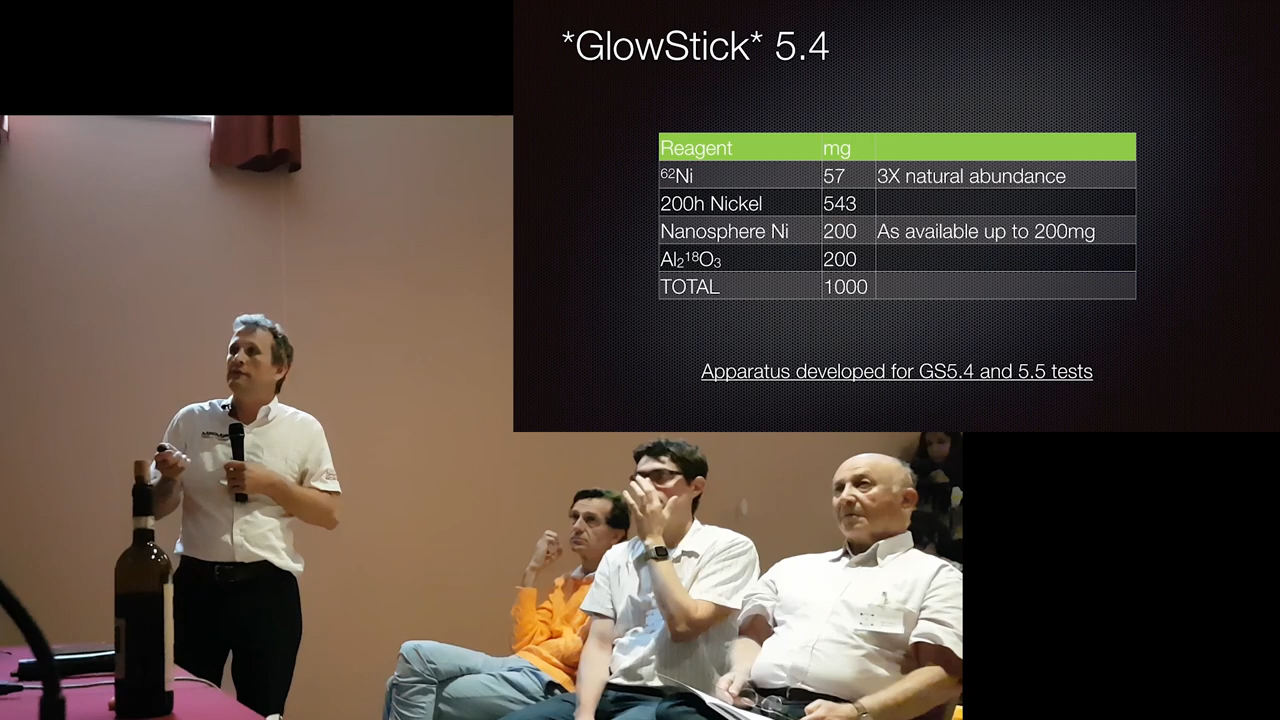 *GlowStick* 5.4
Reagent mg
⁶²Ni 57 3X natural abundance
200h Nickel 543
Nanosphere Ni 200 As available up to 200mg
Al₂¹⁸O₃ 200
TOTAL 1000
Apparatus developed for GS5.4 and 5.5 tests